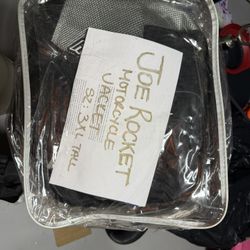 JOE ROCKET
MOTORCYCLE
JACKET
SZ: 3XL TALL